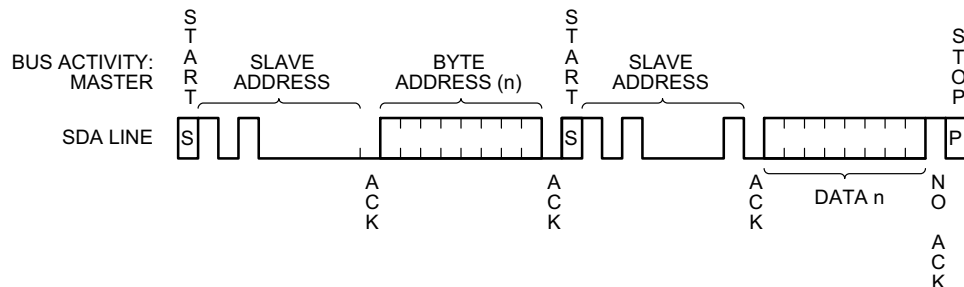 START
START
STOP
BUS ACTIVITY:
MASTER
SLAVE
ADDRESS
BYTE
ADDRESS (n)
SLAVE
ADDRESS
SDA LINE
S
S
P
ACK
ACK
ACK
DATA n
NO ACK